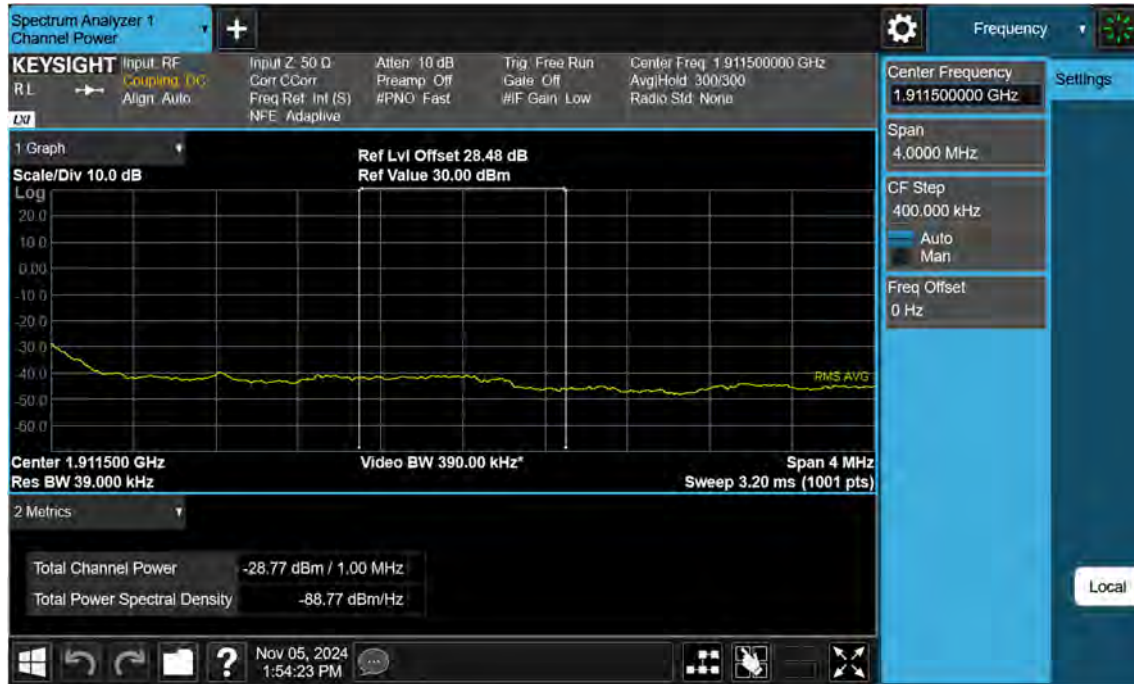 Spectrum Analyzer 1
Channel Power
Frequency
KEYSIGHT
RL
LXI
Input: RF
Coupling: DC
Align: Auto
Input Z: 50 Ω
Corr CCorr
Freq Ref: Int (S)
NFE: Adaptive
Atten: 10 dB
Preamp: Off
#PNO: Fast
Trig: Free Run
Gate: Off
#IF Gain: Low
Center Freq: 1.911500000 GHz
Avg|Hold: 300/300
Radio Std: None
1 Graph
Scale/Div 10.0 dB
Ref Lvl Offset 28.48 dB
Ref Value 30.00 dBm
Log
20.0
10.0
0.00
-10.0
-20.0
-30.0
-40.0
-50.0
-60.0
RMS AVG
Center 1.911500 GHz
Res BW 39.000 kHz
Video BW 390.00 kHz*
Span 4 MHz
Sweep 3.20 ms (1001 pts)
2 Metrics
Total Channel Power -28.77 dBm / 1.00 MHz
Total Power Spectral Density -88.77 dBm/Hz
Center Frequency
1.911500000 GHz
Settings
Span
4.0000 MHz
CF Step
400.000 kHz
Auto
Man
Freq Offset
0 Hz
Local
?
Nov 05, 2024
1:54:23 PM